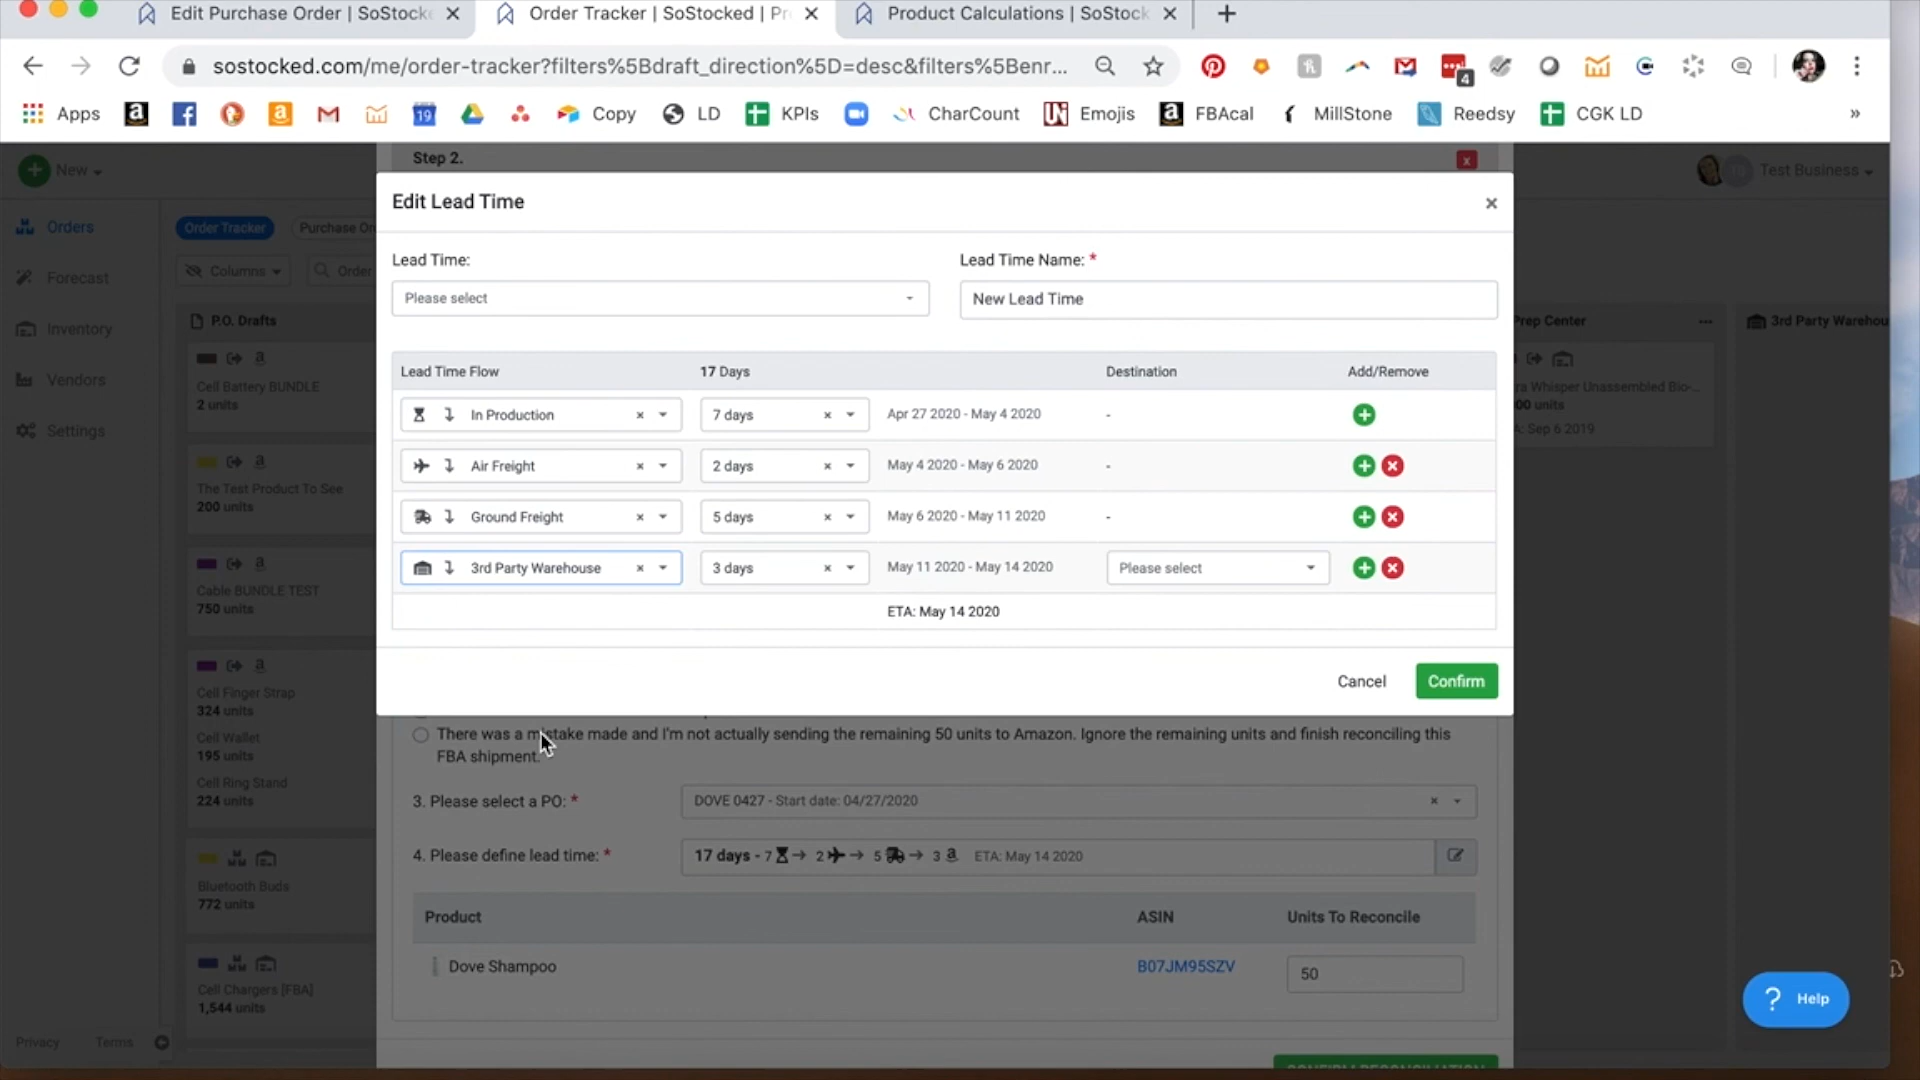 Edit Purchase Order | SoStocke
Order Tracker | SoStocked | Pr
Product Calculations | SoStock
sostocked.com/me/order-tracker?filters%5Bdraft_direction%5D=desc&filters%5Benr...
4
Apps
19
Copy
LD
KPIs
CharCount
Emojis
FBAcal
MillStone
Reedsy
CGK LD
»
Step 2.
x
New
Test Business
Edit Lead Time
×
Orders
Forecast
Inventory
Vendors
Settings
Order Tracker
Purchase Or
Columns
Order
P.O. Drafts
Cell Battery BUNDLE
2 units
The Test Product To See
200 units
Cable BUNDLE TEST
750 units
Cell Finger Strap
324 units
Cell Wallet
195 units
Cell Ring Stand
224 units
Bluetooth Buds
772 units
Cell Chargers [FBA]
1,544 units
Lead Time:
Please select
Lead Time Name: *
New Lead Time
Lead Time Flow
17 Days
Destination
Add/Remove
In Production × 7 days × Apr 27 2020 - May 4 2020 -
Air Freight × 2 days × May 4 2020 - May 6 2020 -
Ground Freight × 5 days × May 6 2020 - May 11 2020 -
3rd Party Warehouse × 3 days × May 11 2020 - May 14 2020 Please select
ETA: May 14 2020
Cancel
Confirm
There was a mistake made and I'm not actually sending the remaining 50 units to Amazon. Ignore the remaining units and finish reconciling this
FBA shipment.
3. Please select a PO: *
DOVE 0427 - Start date: 04/27/2020 ×
4. Please define lead time: *
17 days - 7 → 2 → 5 → 3 ETA: May 14 2020
Product
ASIN
Units To Reconcile
Dove Shampoo
B07JM95SZV
50
CONFIRM RECONCILIATION
Prep Center
...
3rd Party Warehou
ra Whisper Unassembled Bio-...
00 units
A: Sep 6 2019
? Help
Privacy
Terms